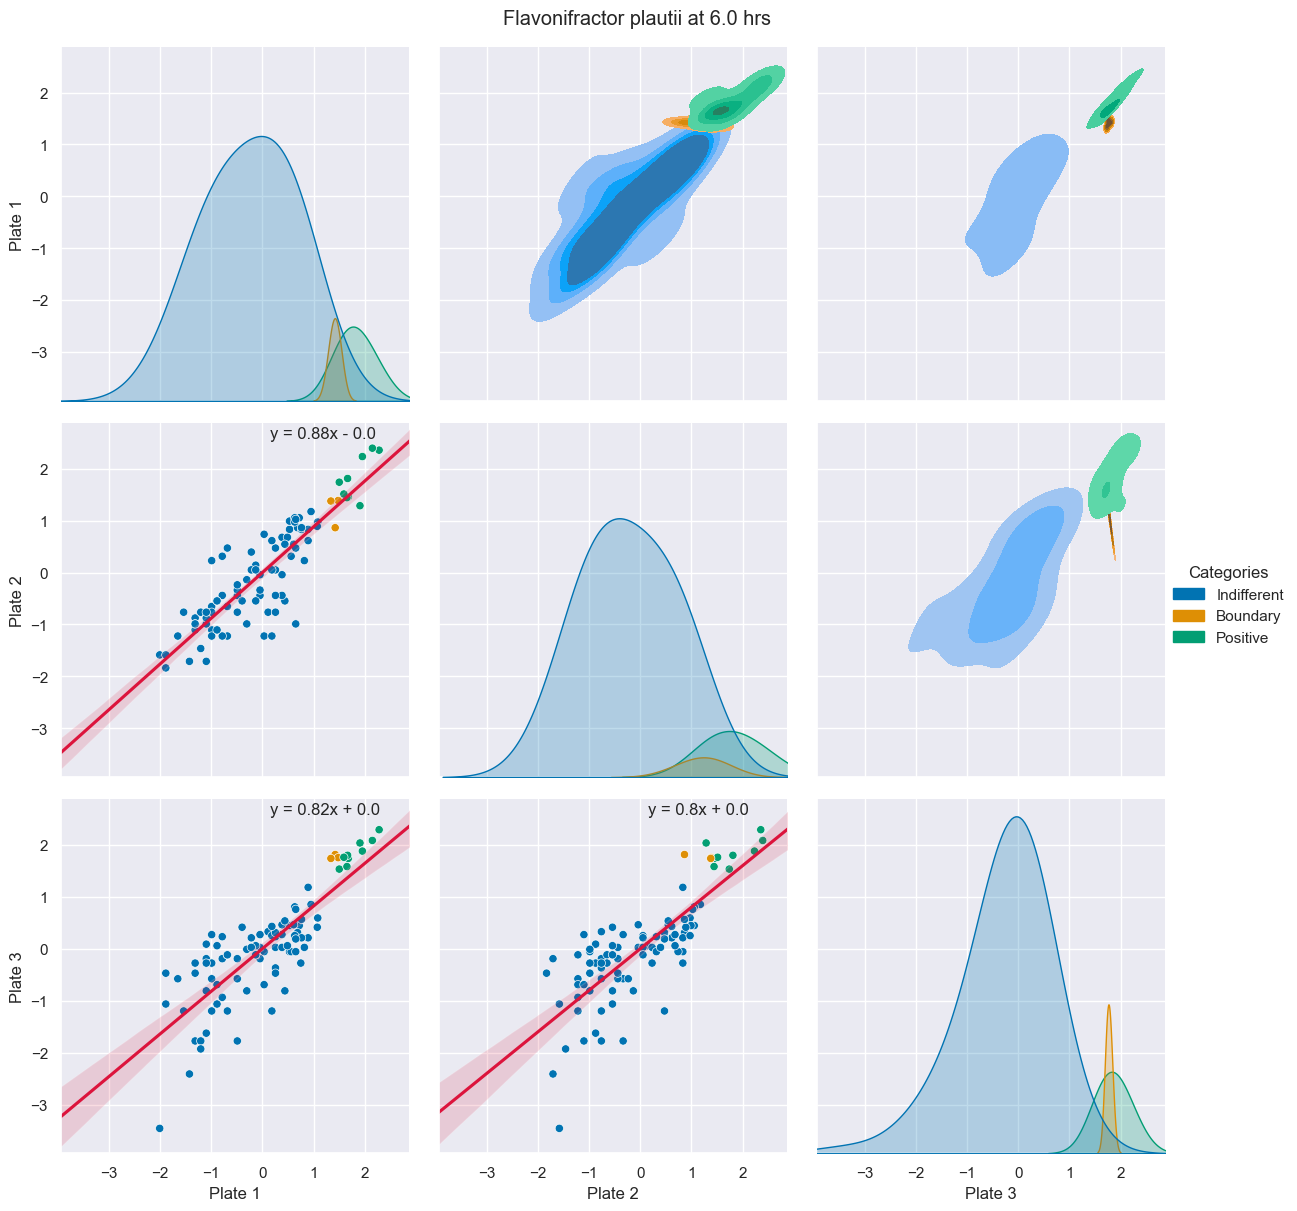 Flavonifractor plautii at 6.0 hrs
2
1
0
−1
−2
−3
Plate 1
y = 0.88x - 0.0
2
1
0
−1
−2
−3
Plate 2
Categories
Indifferent
Boundary
Positive
y = 0.82x + 0.0
y = 0.8x + 0.0
2
1
0
−1
−2
−3
Plate 3
−3 −2 −1 0 1 2
−3 −2 −1 0 1 2
−3 −2 −1 0 1 2
Plate 1
Plate 2
Plate 3